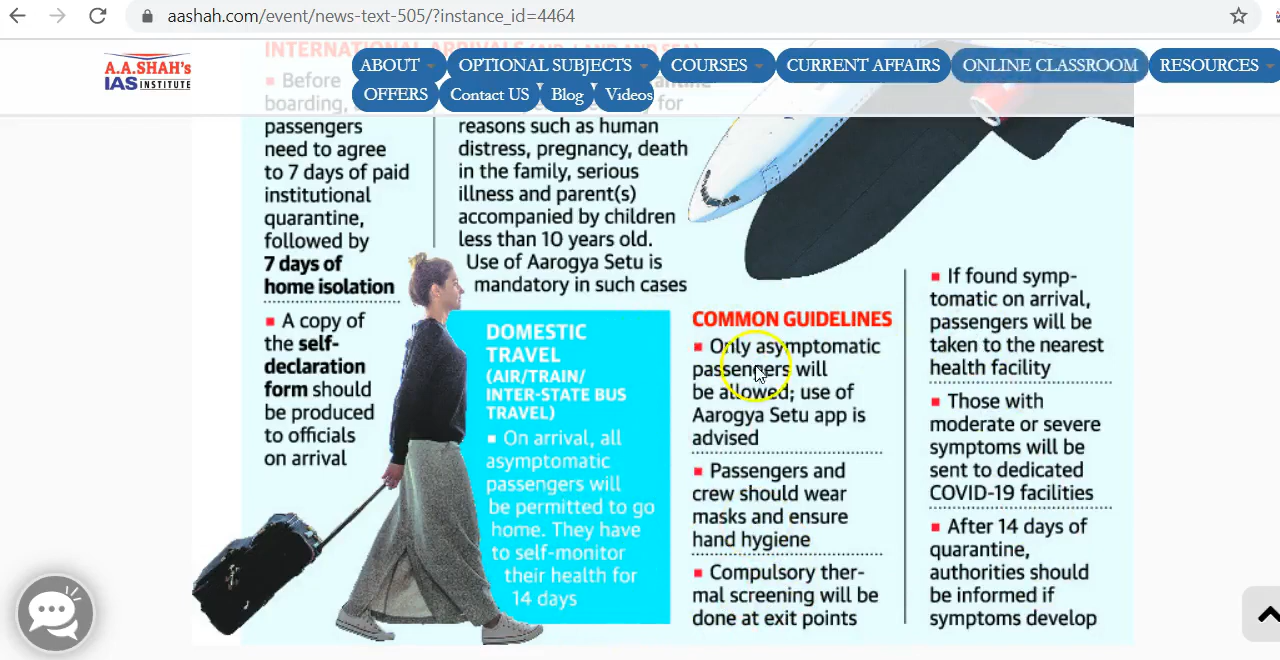 aashah.com/event/news-text-505/?instance_id=4464
A.A.SHAH's
IAS INSTITUTE
ABOUT
OPTIONAL SUBJECTS
COURSES
CURRENT AFFAIRS
ONLINE CLASSROOM
RESOURCES
OFFERS
Contact US
Blog
Videos
INTERNATIONAL ARRIVALS (AIR, LAND AND SEA)
Before
boarding,
passengers
need to agree
to 7 days of paid
institutional
quarantine,
followed by
7 days of
home isolation
A copy of
the self-
declaration
form should
be produced
to officials
on arrival
for
reasons such as human
distress, pregnancy, death
in the family, serious
illness and parent(s)
accompanied by children
less than 10 years old.
Use of Aarogya Setu is
mandatory in such cases
DOMESTIC
TRAVEL
(AIR/TRAIN/
INTER-STATE BUS
TRAVEL)
On arrival, all
asymptomatic
passengers will
be permitted to go
home. They have
to self-monitor
their health for
14 days
COMMON GUIDELINES
Only asymptomatic
passengers will
be allowed; use of
Aarogya Setu app is
advised
Passengers and
crew should wear
masks and ensure
hand hygiene
Compulsory ther-
mal screening will be
done at exit points
If found symp-
tomatic on arrival,
passengers will be
taken to the nearest
health facility
Those with
moderate or severe
symptoms will be
sent to dedicated
COVID-19 facilities
After 14 days of
quarantine,
authorities should
be informed if
symptoms develop